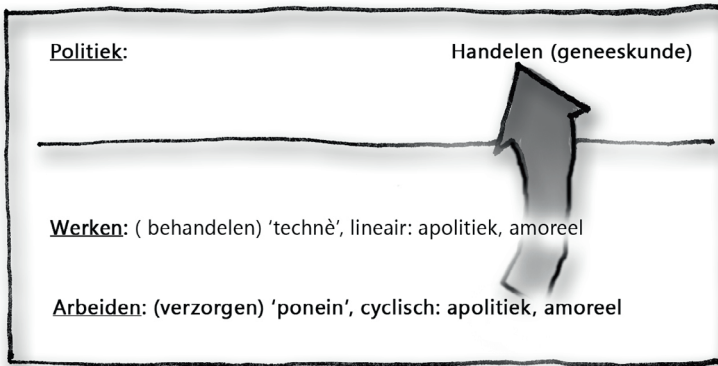 Politiek: Handelen (geneeskunde)
Werken: ( behandelen) ‘technè’, lineair: apolitiek, amoreel
Arbeiden: (verzorgen) ‘ponein’, cyclisch: apolitiek, amoreel